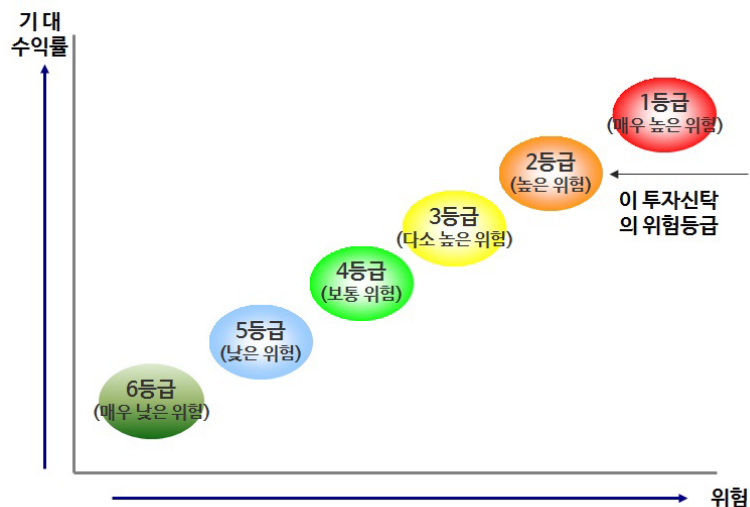 기 대
수익률
1등급
(매우 높은 위험)
2등급
(높은 위험)
이 투자신탁
의 위험등급
3등급
(다소 높은 위험)
4등급
(보통 위험)
5등급
(낮은 위험)
6등급
(매우 낮은 위험)
위험